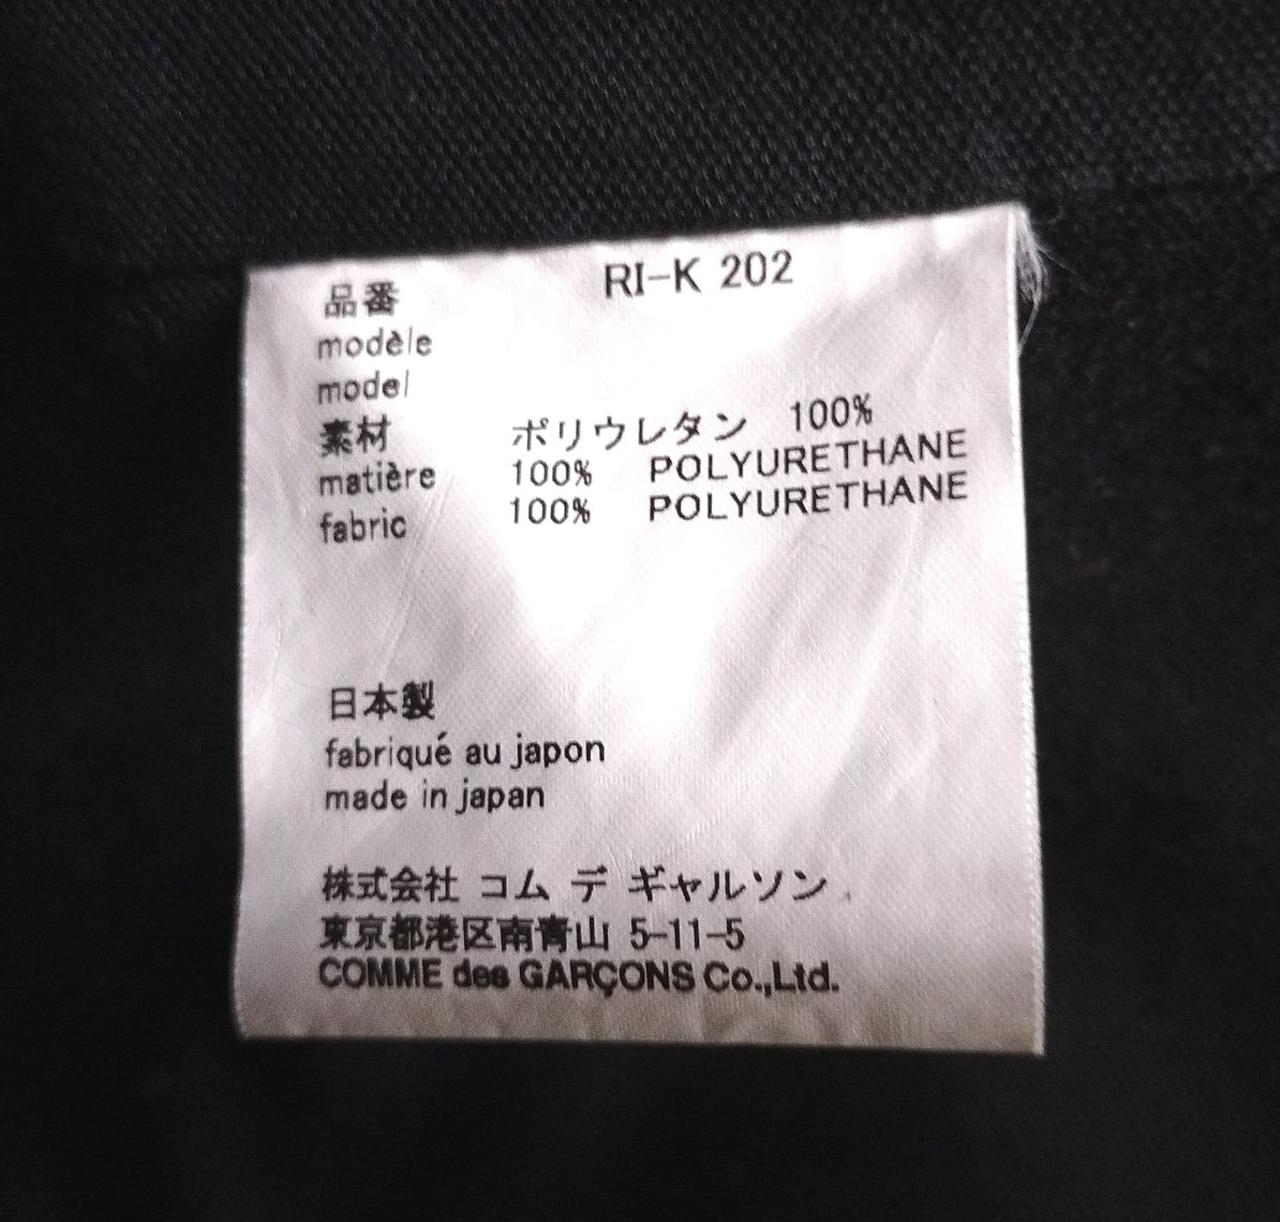 品番 RI-K 202
modèle
model
素材 ポリウレタン 100%
matière 100% POLYURETHANE
fabric 100% POLYURETHANE
日本製
fabriqué au japon
made in japan
株式会社 コム デ ギャルソン
東京都港区南青山 5-11-5
COMME des GARÇONS Co.,Ltd.